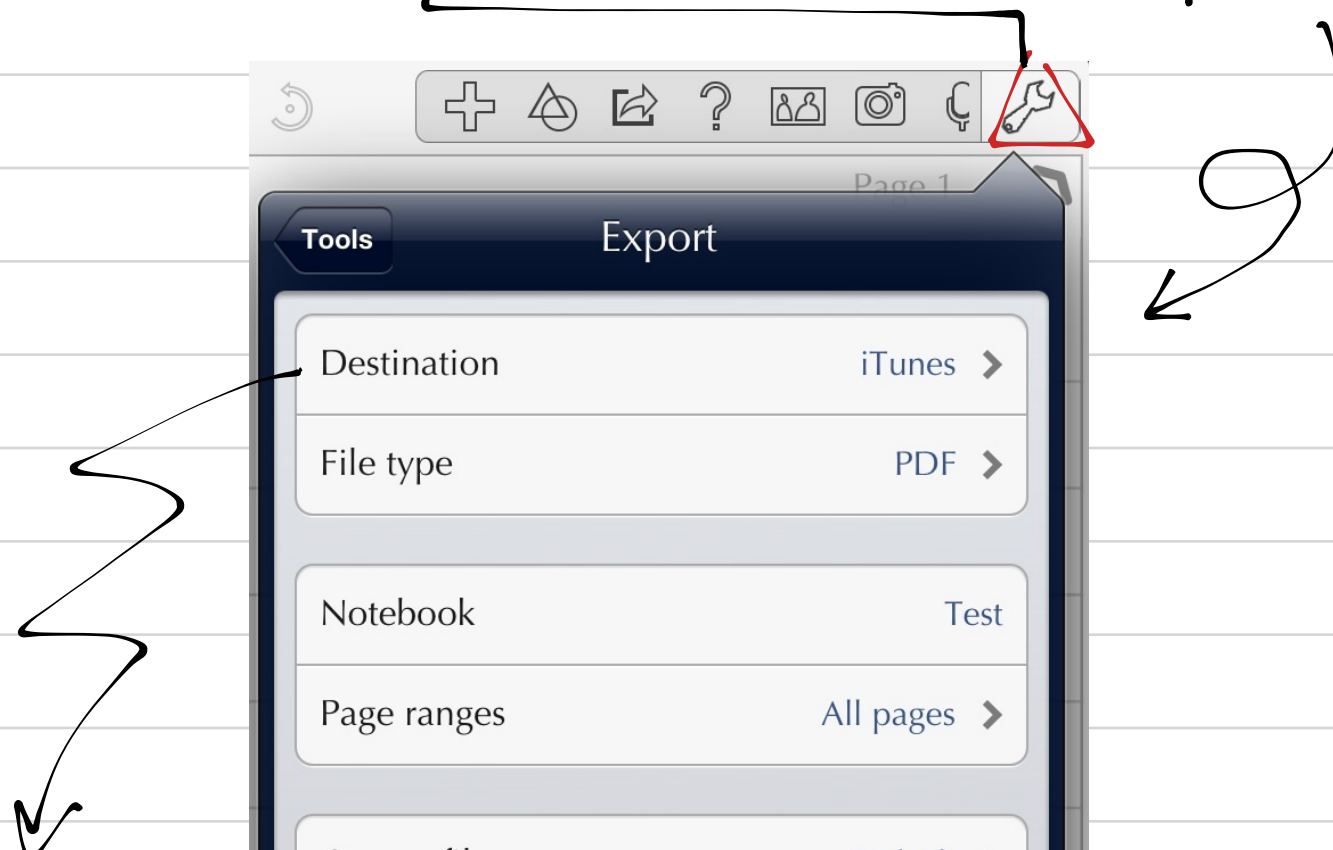 Page 1
Tools
Export
Destination iTunes
File type PDF
Notebook Test
Page ranges All pages